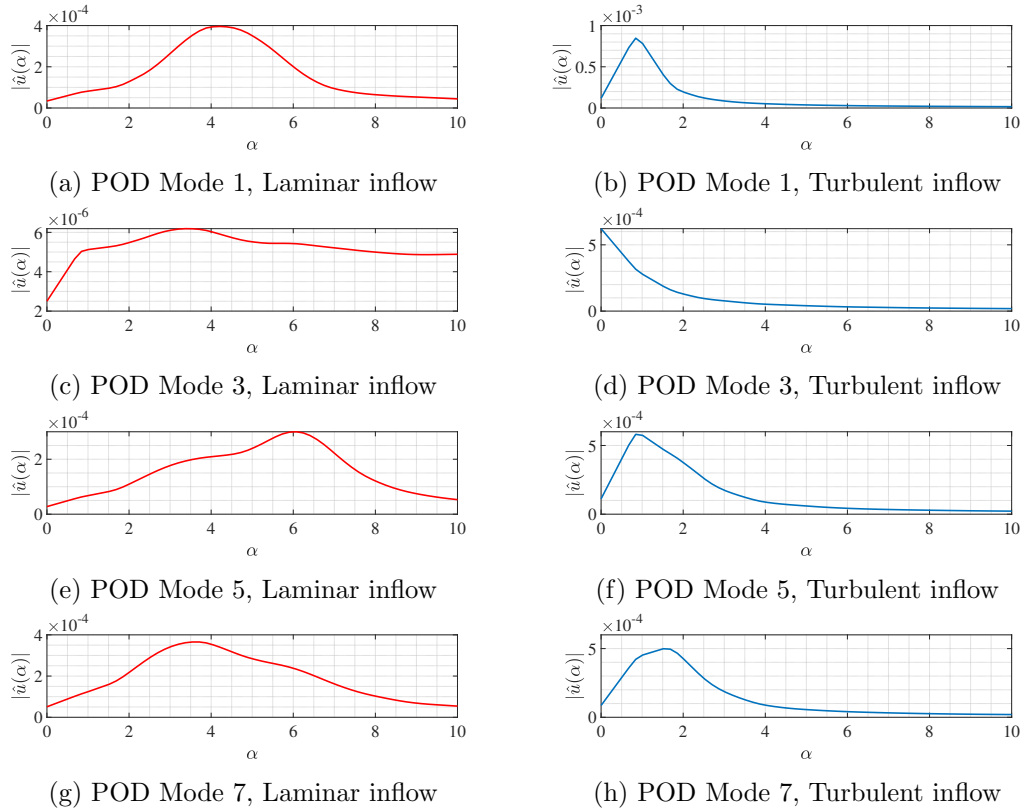 ×10⁻⁴
4
2
0
|û(α)|
0 2 4 6 8 10
α
(a) POD Mode 1, Laminar inflow
×10⁻³
1
0.5
0
|û(α)|
0 2 4 6 8 10
α
(b) POD Mode 1, Turbulent inflow
×10⁻⁶
6
4
2
|û(α)|
0 2 4 6 8 10
α
(c) POD Mode 3, Laminar inflow
×10⁻⁴
5
0
|û(α)|
0 2 4 6 8 10
α
(d) POD Mode 3, Turbulent inflow
×10⁻⁴
2
0
|û(α)|
0 2 4 6 8 10
α
(e) POD Mode 5, Laminar inflow
×10⁻⁴
5
0
|û(α)|
0 2 4 6 8 10
α
(f) POD Mode 5, Turbulent inflow
×10⁻⁴
4
2
0
|û(α)|
0 2 4 6 8 10
α
(g) POD Mode 7, Laminar inflow
×10⁻⁴
5
0
|û(α)|
0 2 4 6 8 10
α
(h) POD Mode 7, Turbulent inflow